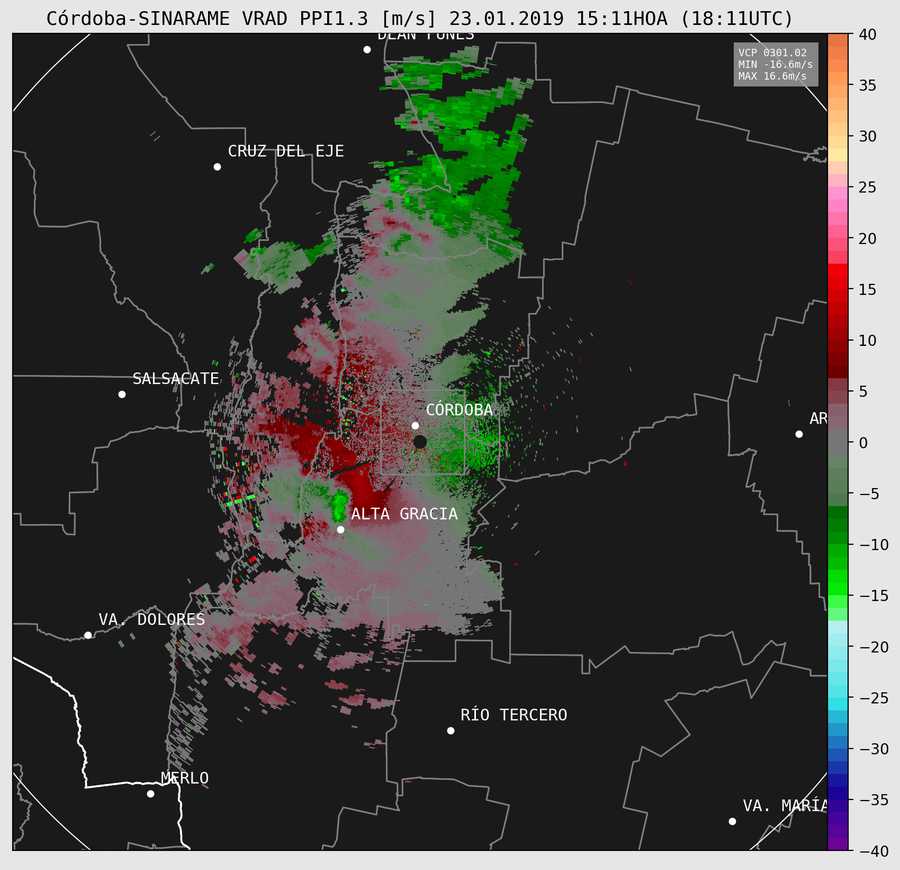 Córdoba-SINARAME VRAD PPI1.3 [m/s] 23.01.2019 15:11HOA (18:11UTC)
DEAN FUNES
VCP 0301.02
MIN -16.6m/s
MAX 16.6m/s
CRUZ DEL EJE
SALSACATE
CÓRDOBA
AR
ALTA GRACIA
VA. DOLORES
RÍO TERCERO
MERLO
VA. MARÍA
40
35
30
25
20
15
10
5
0
−5
−10
−15
−20
−25
−30
−35
−40